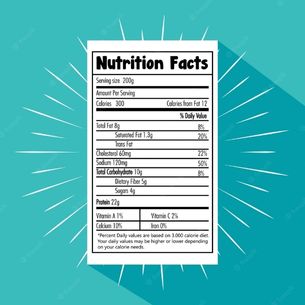 Nutrition Facts
Serving size 200g
Amount Per Serving
Calories 300 Calories from Fat 12
% Daily Value
Total Fat 8g 8%
Saturated Fat 1.3g 20%
Trans Fat
Cholesterol 60mg 22%
Sodium 120mg 50%
Total Carbohydrate 10g 8%
Dietary Fiber 5g
Sugars 4g
Protein 22g
Vitamin A 1% Vitamin C 2%
Calcium 10% Iron 0%
*Percent Daily values are based on 3.000 calorie diet.
Your daily values may be higher or lower depending
on your calorie needs.